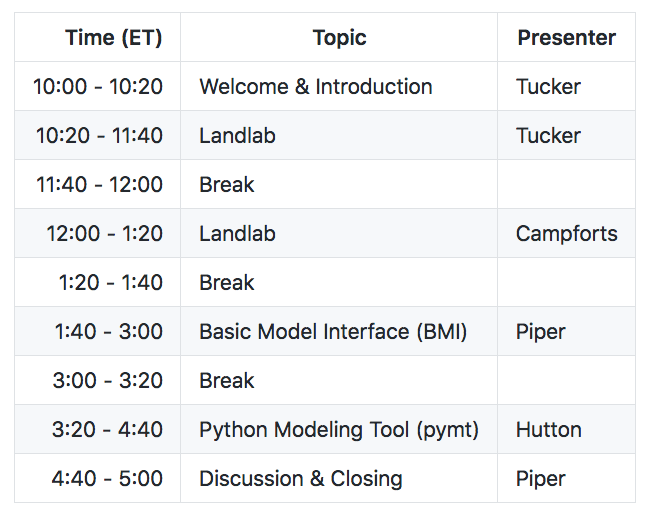 Time (ET) Topic Presenter
10:00 - 10:20 Welcome & Introduction Tucker
10:20 - 11:40 Landlab Tucker
11:40 - 12:00 Break
12:00 - 1:20 Landlab Campforts
1:20 - 1:40 Break
1:40 - 3:00 Basic Model Interface (BMI) Piper
3:00 - 3:20 Break
3:20 - 4:40 Python Modeling Tool (pymt) Hutton
4:40 - 5:00 Discussion & Closing Piper